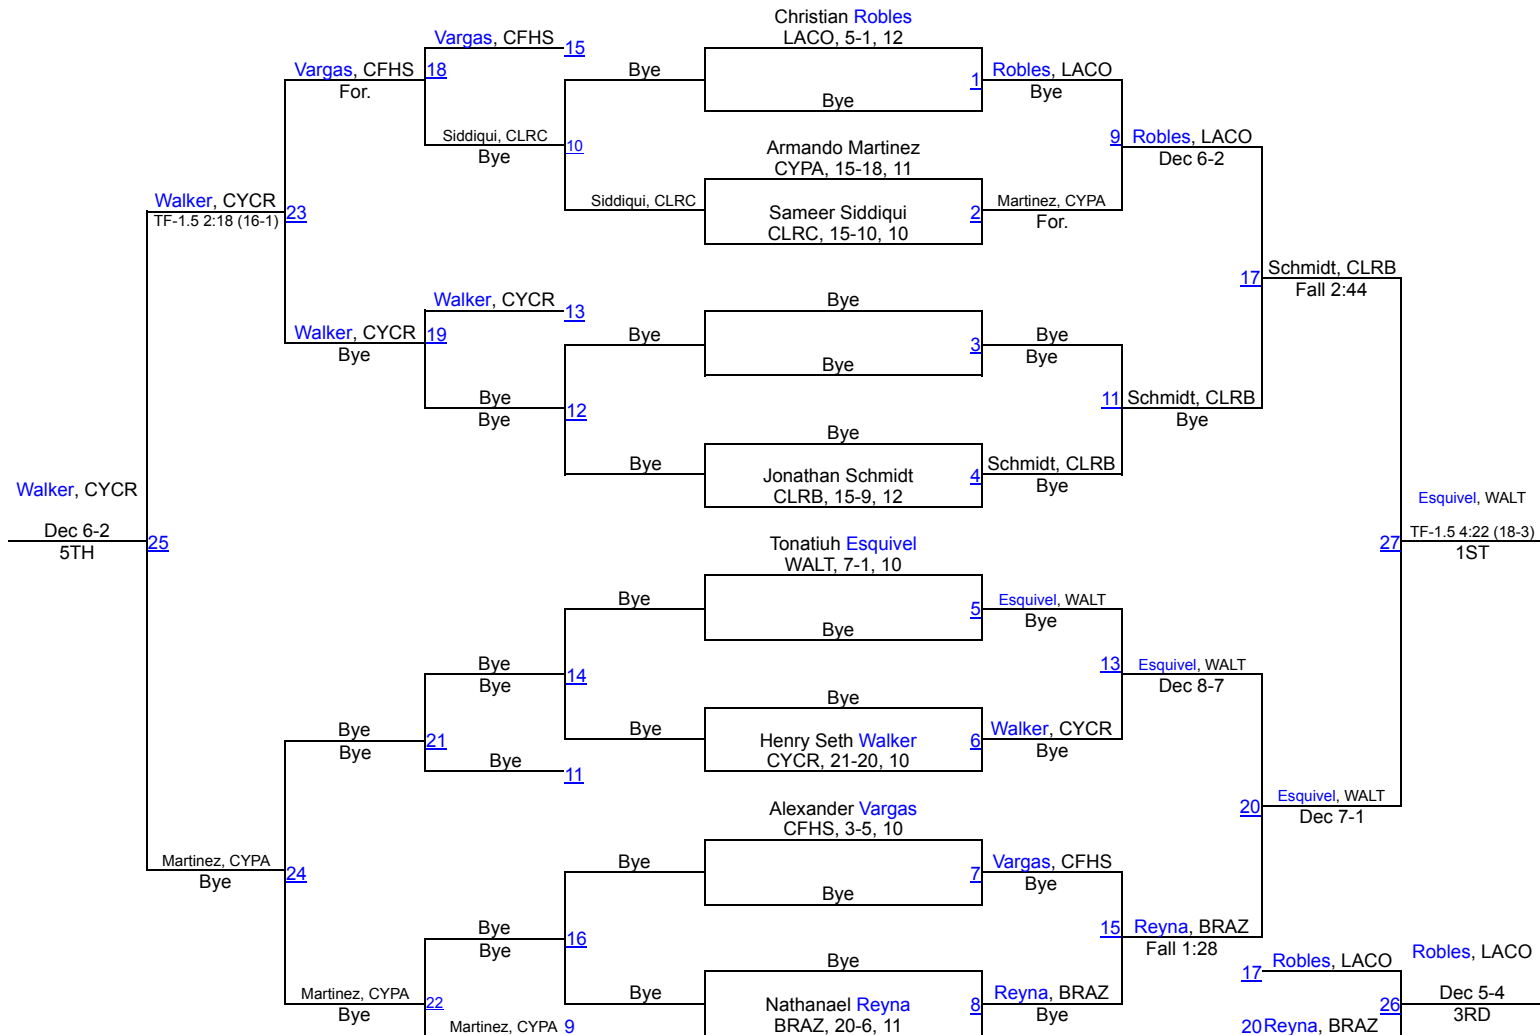 Christian Robles
LACO, 5-1, 12
Vargas, CFHS
15
Vargas, CFHS
18
For.
Bye
Bye
1
Robles, LACO
Bye
Siddiqui, CLRC
Bye
10
Armando Martinez
CYPA, 15-18, 11
9
Robles, LACO
Dec 6-2
Walker, CYCR
TF-1.5 2:18 (16-1)
23
Siddiqui, CLRC
Sameer Siddiqui
CLRC, 15-10, 10
2
Martinez, CYPA
For.
17
Schmidt, CLRB
Fall 2:44
Walker, CYCR
13
Bye
Walker, CYCR
19
Bye
Bye
Bye
3
Bye
Bye
Bye
Bye
12
11
Schmidt, CLRB
Bye
Bye
Bye
Jonathan Schmidt
CLRB, 15-9, 12
4
Schmidt, CLRB
Bye
Walker, CYCR
Dec 6-2
5TH
25
Esquivel, WALT
27
TF-1.5 4:22 (18-3)
1ST
Tonatiuh Esquivel
WALT, 7-1, 10
Bye
Bye
5
Esquivel, WALT
Bye
Bye
Bye
14
13
Esquivel, WALT
Dec 8-7
Bye
Bye
21
Bye
Bye
Henry Seth Walker
CYCR, 21-20, 10
6
Walker, CYCR
Bye
Bye
11
Alexander Vargas
CFHS, 3-5, 10
20
Esquivel, WALT
Dec 7-1
Martinez, CYPA
Bye
24
Bye
Bye
7
Vargas, CFHS
Bye
Bye
Bye
16
15
Reyna, BRAZ
Fall 1:28
Bye
17
Robles, LACO
Robles, LACO
Martinez, CYPA
Bye
22
Bye
Nathanael Reyna
BRAZ, 20-6, 11
8
Reyna, BRAZ
Bye
26
Dec 5-4
3RD
Martinez, CYPA 9
20 Reyna, BRAZ